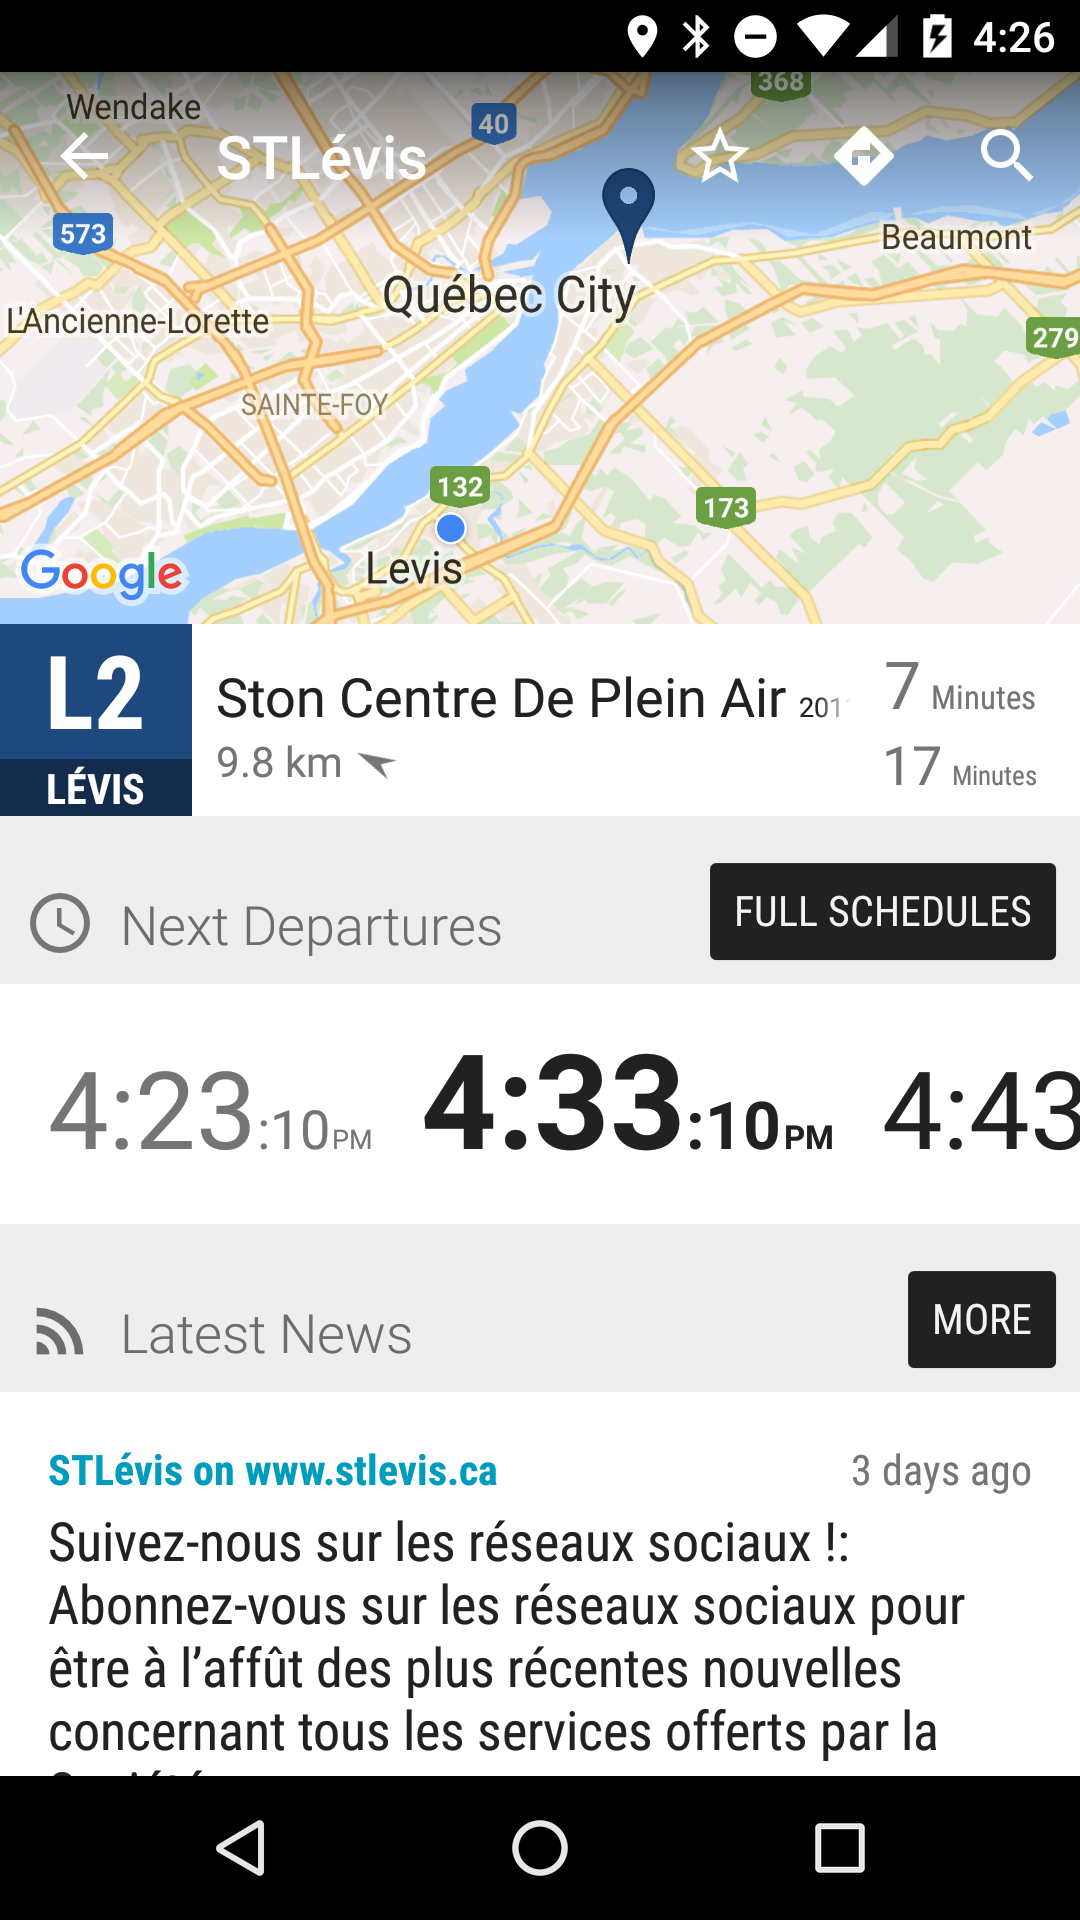 4:26
Wendake
40
368
STLévis
573
Beaumont
Québec City
L'Ancienne-Lorette
279
SAINTE-FOY
132
173
Levis
Google
L2
LÉVIS
Ston Centre De Plein Air
9.8 km
7 Minutes
17 Minutes
Next Departures
FULL SCHEDULES
4:23:10PM 4:33:10PM 4:43
Latest News
MORE
STLévis on www.stlevis.ca 3 days ago
Suivez-nous sur les réseaux sociaux !:
Abonnez-vous sur les réseaux sociaux pour
être à l’affût des plus récentes nouvelles
concernant tous les services offerts par la